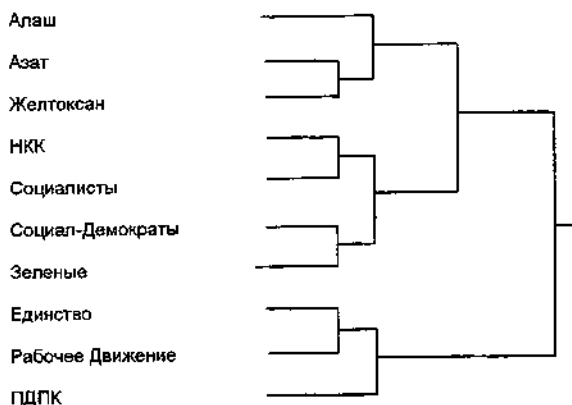 Алаш
Азат
Желтоксан
НКК
Социалисты
Социал-Демократы
Зеленые
Единство
Рабочее Движение
ПДПК